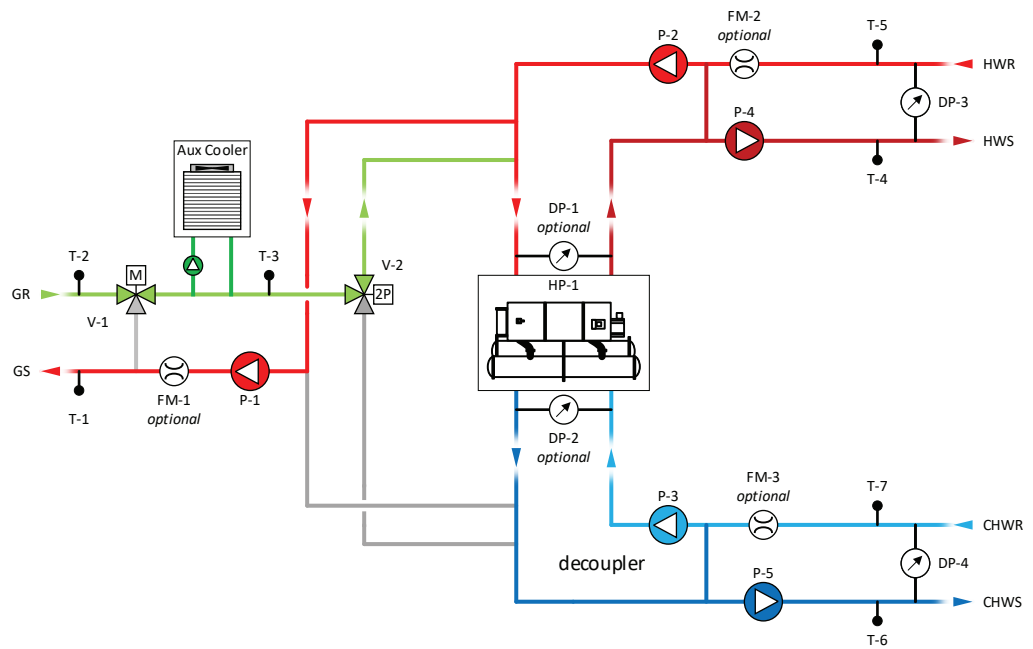 FM-2
optional
T-5
P-2
HWR
DP-3
P-4
HWS
T-4
Aux Cooler
DP-1
optional
T-2
M
T-3
V-2
HP-1
GR
2P
V-1
GS
T-1
FM-1
optional
P-1
DP-2
optional
FM-3
optional
T-7
P-3
CHWR
decoupler
DP-4
P-5
CHWS
T-6